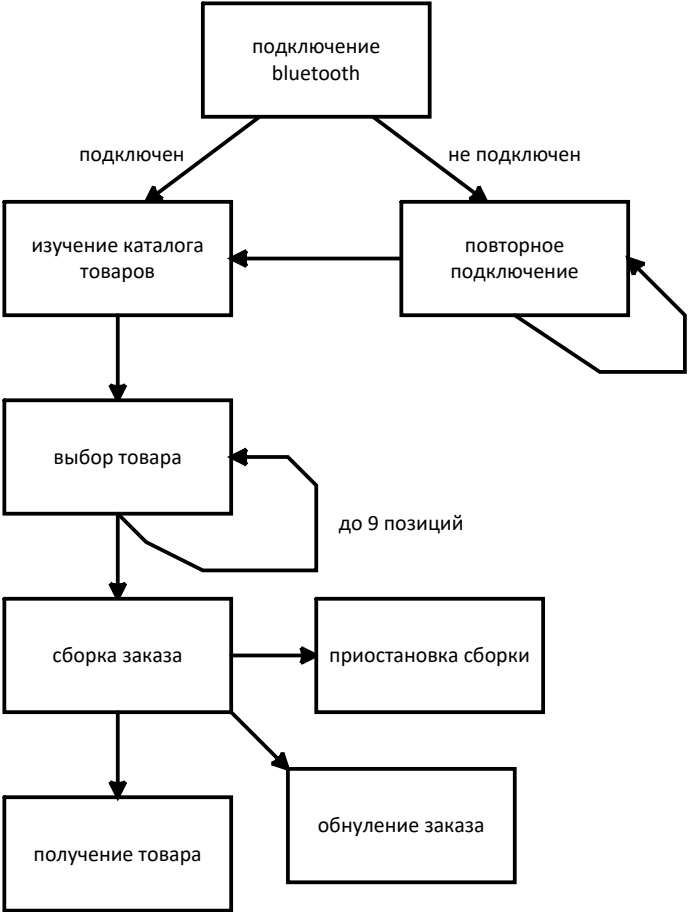 подключение
bluetooth
подключен
не подключен
изучение каталога
товаров
повторное
подключение
выбор товара
до 9 позиций
сборка заказа
приостановка сборки
обнуление заказа
получение товара